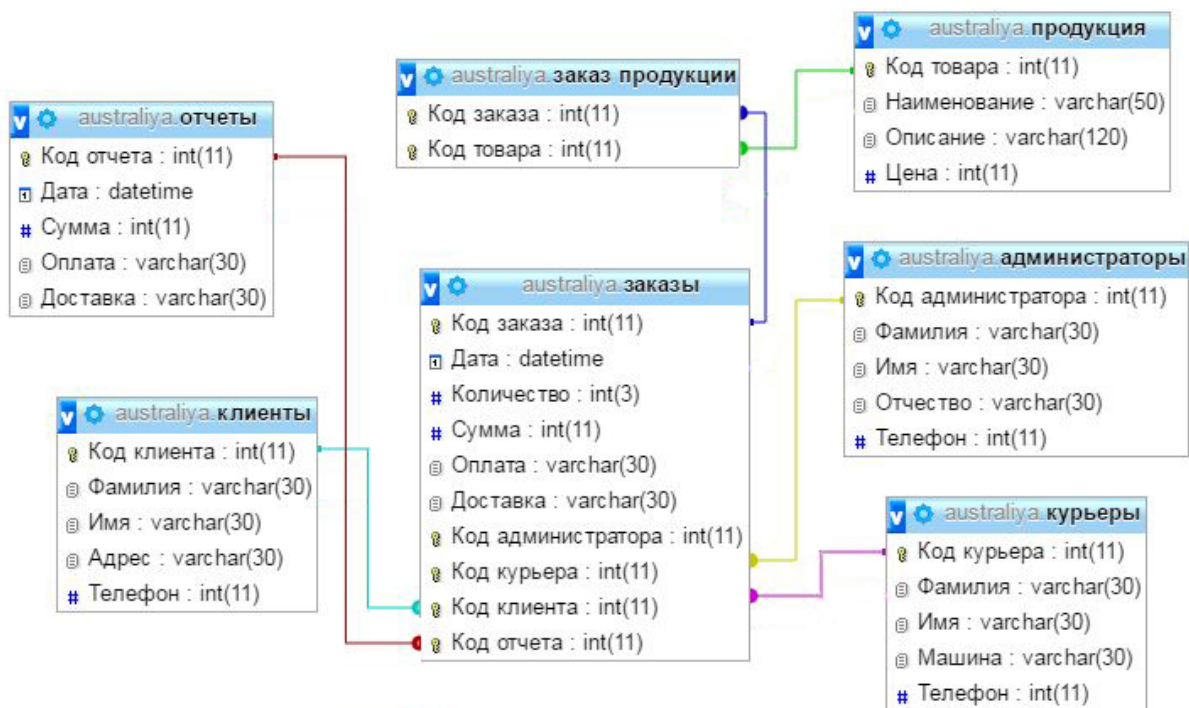 australiya.отчеты
Код отчета : int(11)
Дата : datetime
Сумма : int(11)
Оплата : varchar(30)
Доставка : varchar(30)
australiya.клиенты
Код клиента : int(11)
Фамилия : varchar(30)
Имя : varchar(30)
Адрес : varchar(30)
Телефон : int(11)
australiya.заказ продукции
Код заказа : int(11)
Код товара : int(11)
australiya.заказы
Код заказа : int(11)
Дата : datetime
Количество : int(3)
Сумма : int(11)
Оплата : varchar(30)
Доставка : varchar(30)
Код администратора : int(11)
Код курьера : int(11)
Код клиента : int(11)
Код отчета : int(11)
australiya.продукция
Код товара : int(11)
Наименование : varchar(50)
Описание : varchar(120)
Цена : int(11)
australiya.администраторы
Код администратора : int(11)
Фамилия : varchar(30)
Имя : varchar(30)
Отчество : varchar(30)
Телефон : int(11)
australiya.курьеры
Код курьера : int(11)
Фамилия : varchar(30)
Имя : varchar(30)
Машина : varchar(30)
Телефон : int(11)